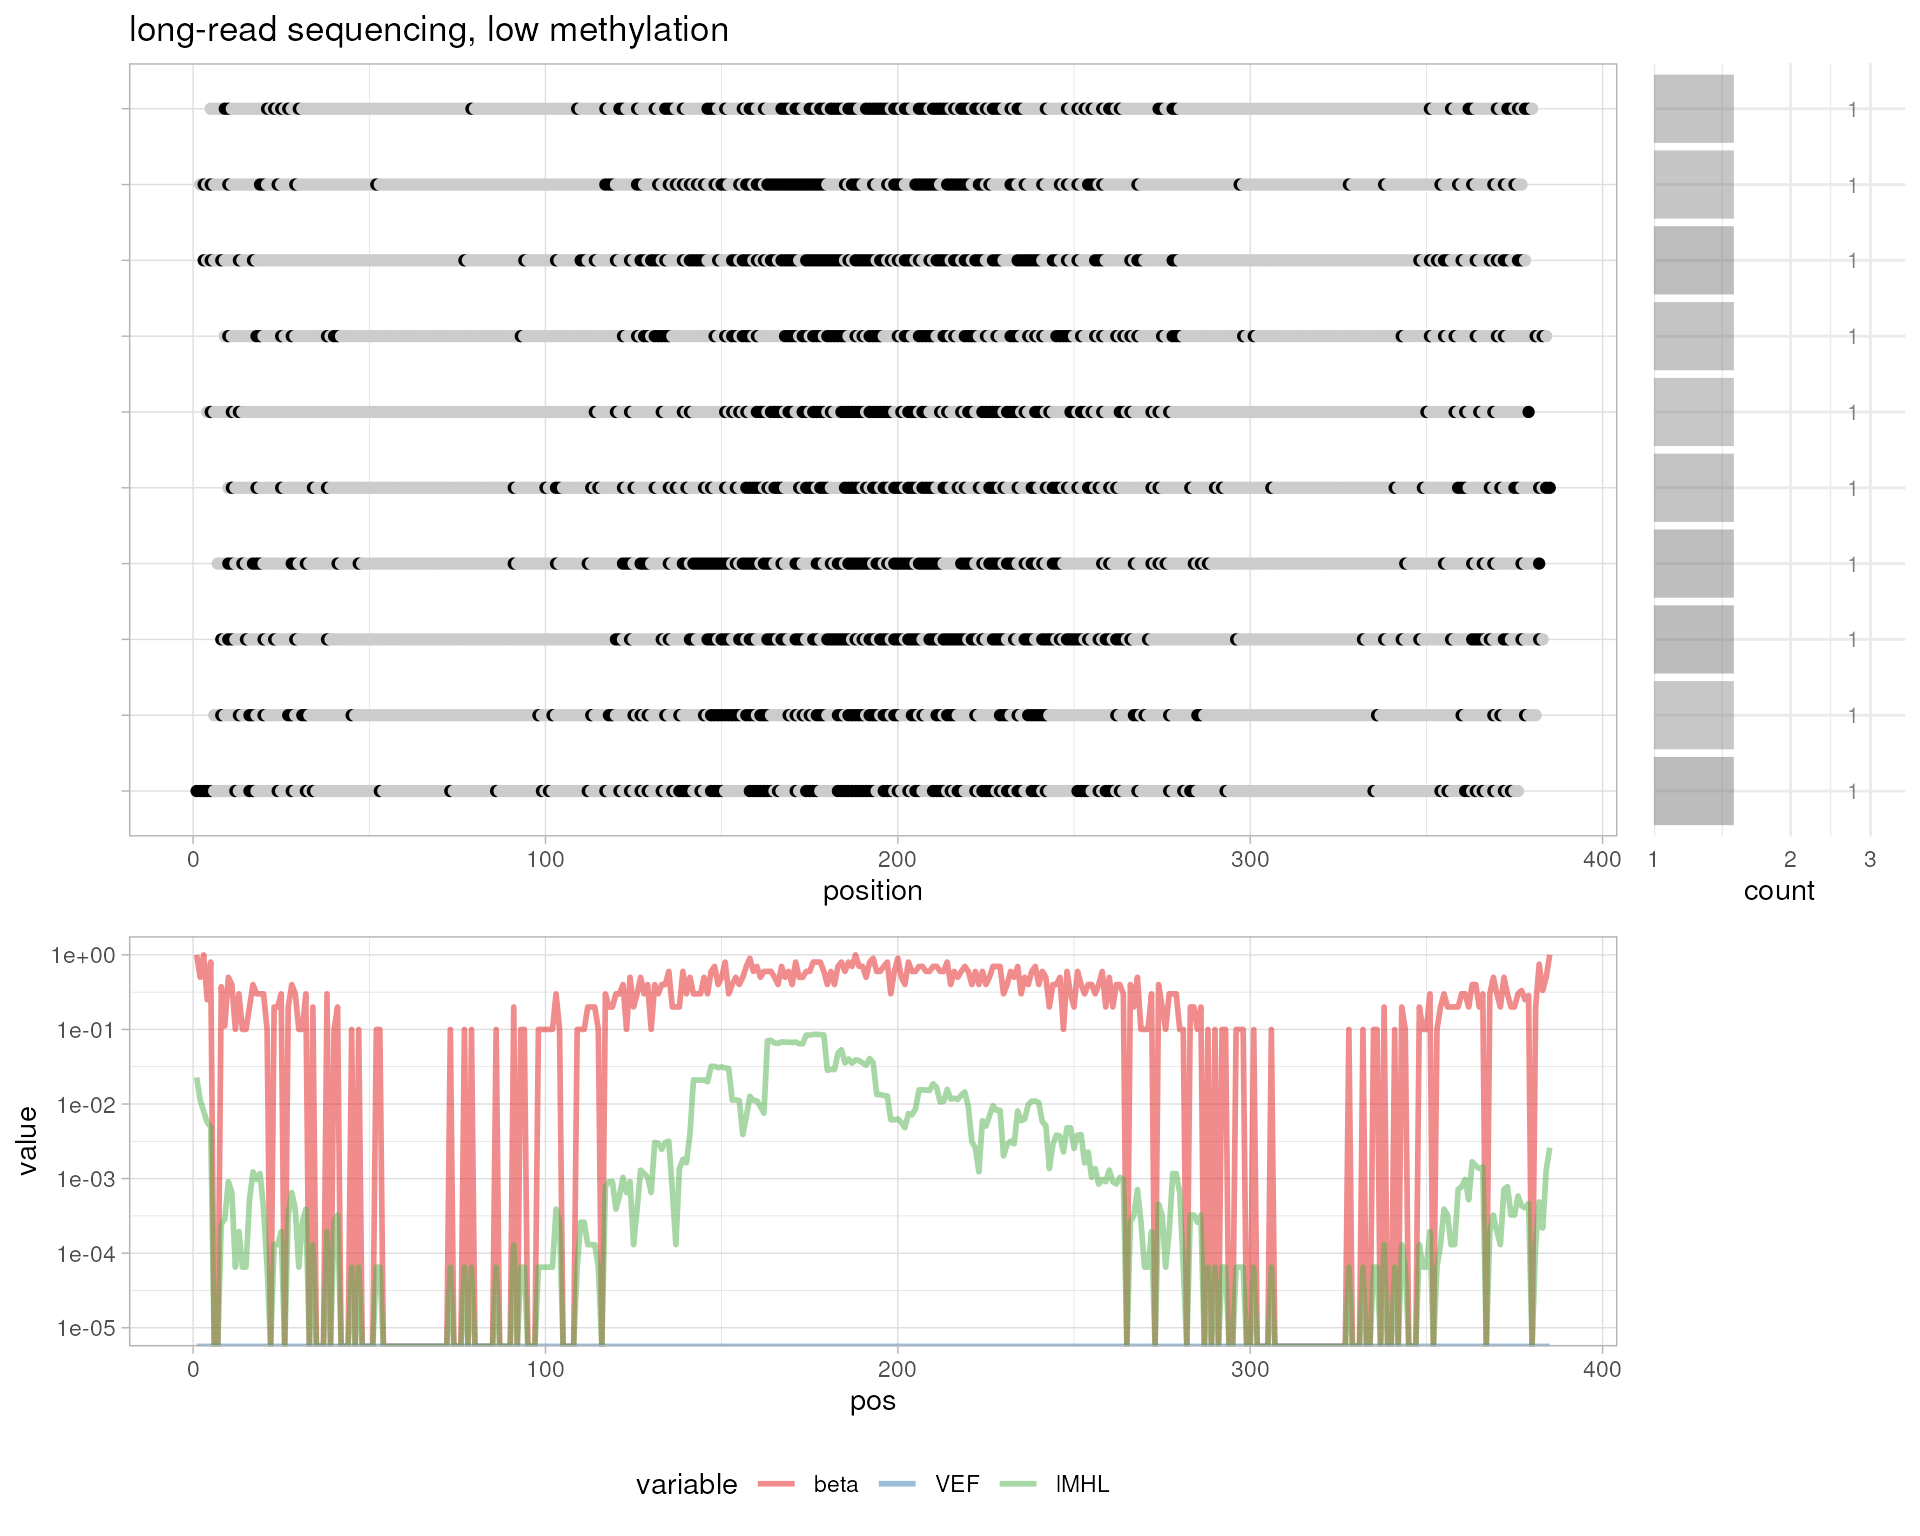 long-read sequencing, low methylation
1
1
1
1
1
1
1
1
1
1
0 100 200 300 400 1 2 3
position count
1e+00
1e-01
1e-02
1e-03
1e-04
1e-05
value
0 100 200 300 400
pos
variable beta VEF lMHL